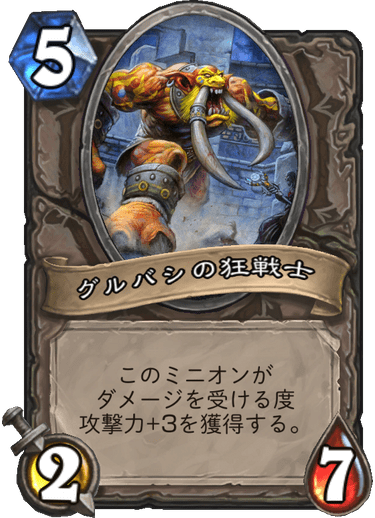 5
グルバシの狂戦士
このミニオンが
ダメージを受ける度
攻撃力+3を獲得する。
2
7